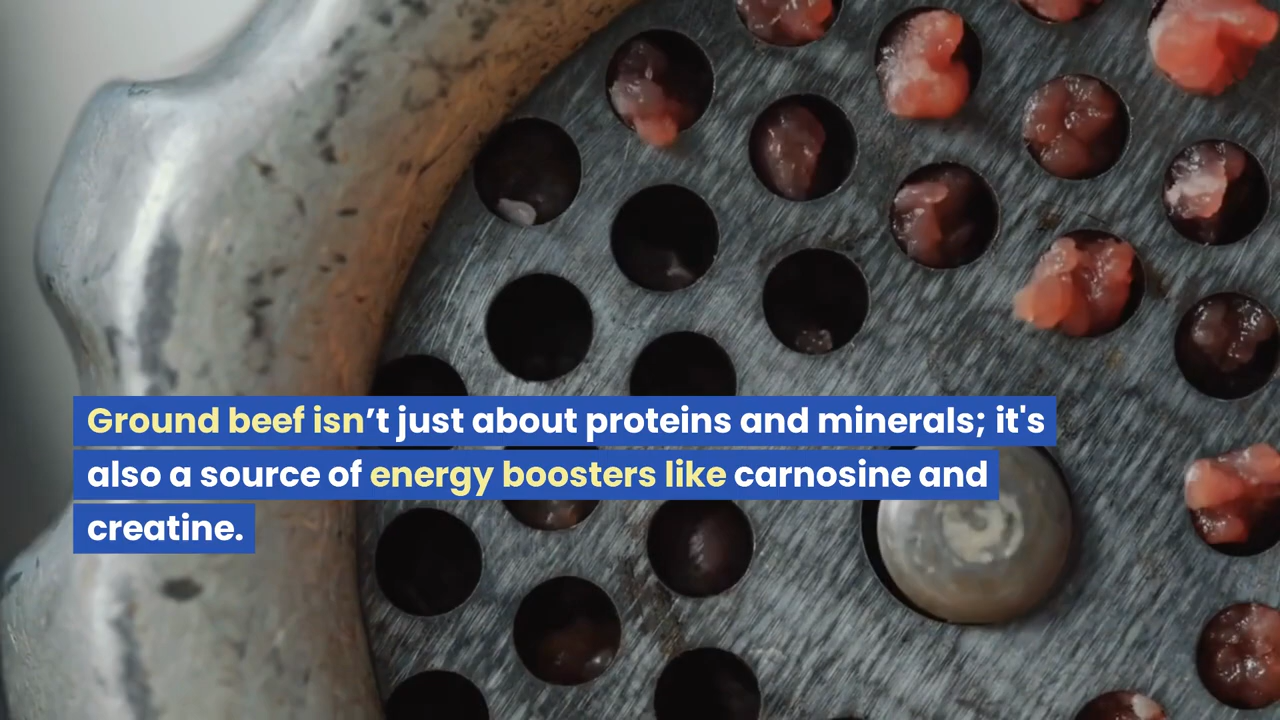 Ground beef isn’t just about proteins and minerals; it's
also a source of energy boosters like carnosine and
creatine.